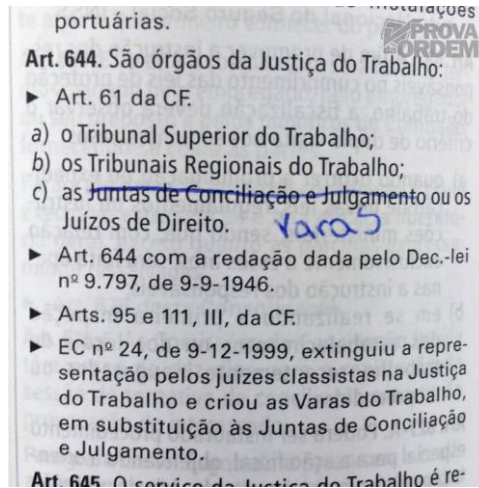 instalações
portuárias.
PROVA
DA ORDEM
Art. 644. São órgãos da Justiça do Trabalho:
► Art. 61 da CF.
a) o Tribunal Superior do Trabalho;
b) os Tribunais Regionais do Trabalho;
c) as Juntas de Conciliação e Julgamento ou os
Juízos de Direito.
Varas
► Art. 644 com a redação dada pelo Dec.-lei
nº 9.797, de 9-9-1946.
► Arts. 95 e 111, III, da CF.
► EC nº 24, de 9-12-1999, extinguiu a repre-
sentação pelos juízes classistas na Justiça
do Trabalho e criou as Varas do Trabalho,
em substituição às Juntas de Conciliação
e Julgamento.
Art. 645. O serviço da Justiça do Trabalho é re-